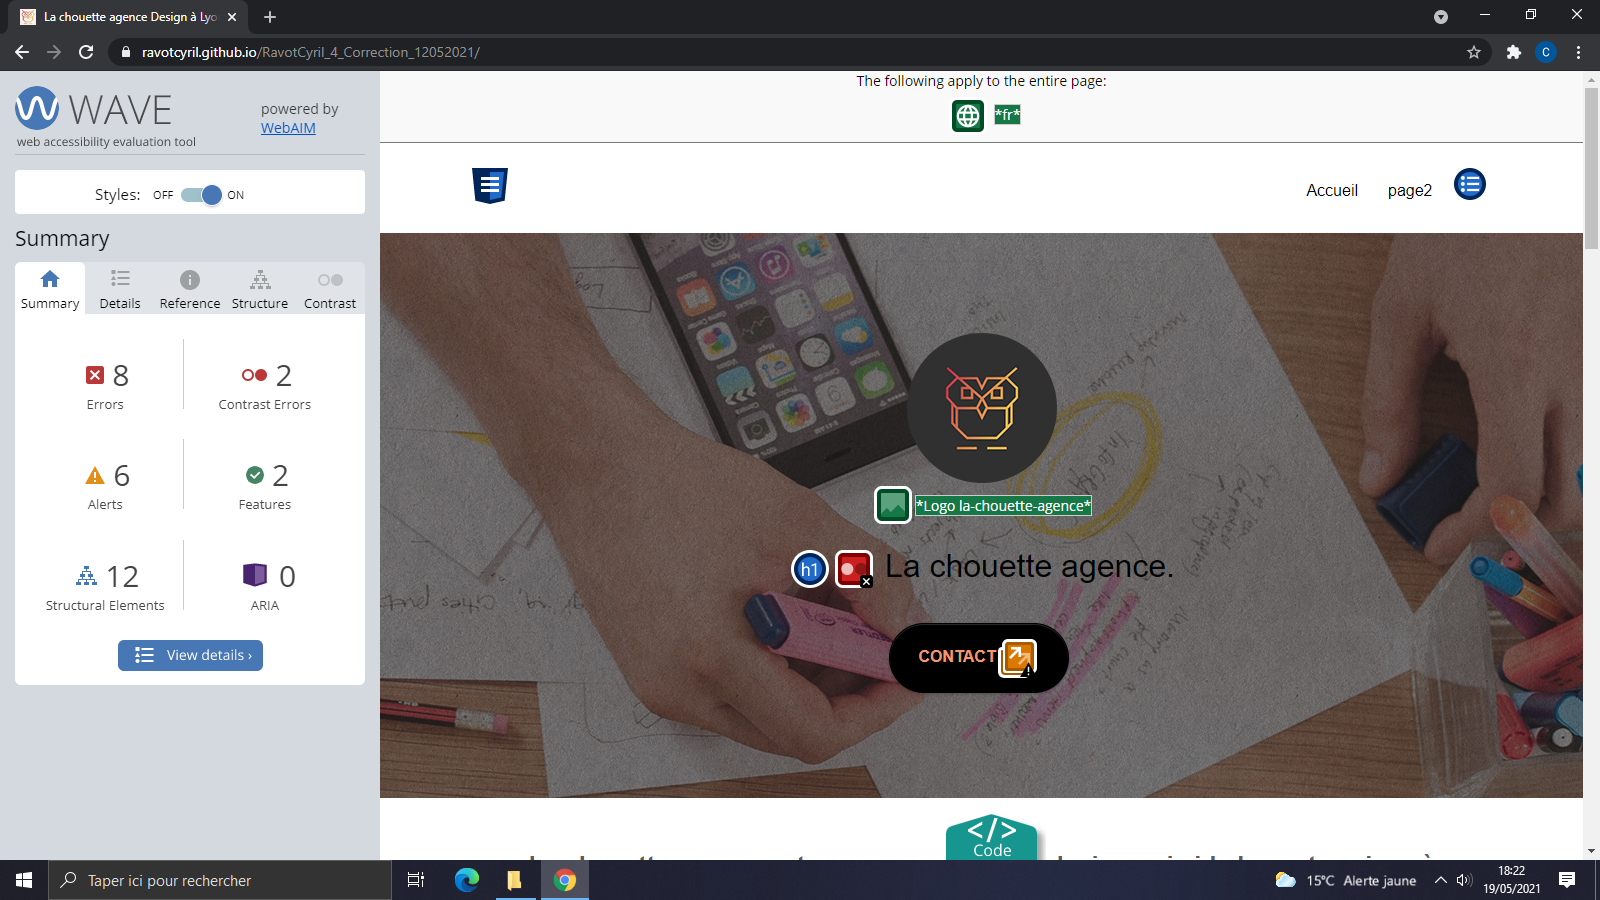 La chouette agence Design à Lyo
ravotcyril.github.io/RavotCyril_4_Correction_12052021/
C
WAVE
web accessibility evaluation tool
powered by
WebAIM
Styles: OFF ON
Summary
Summary Details Reference Structure Contrast
8
Errors
2
Contrast Errors
6
Alerts
2
Features
12
Structural Elements
0
ARIA
View details ›
The following apply to the entire page:
*fr*
Accueil page2
*Logo la-chouette-agence*
h1 La chouette agence.
CONTACT
</>
Code
Taper ici pour rechercher
15°C Alerte jaune
18:22
19/05/2021